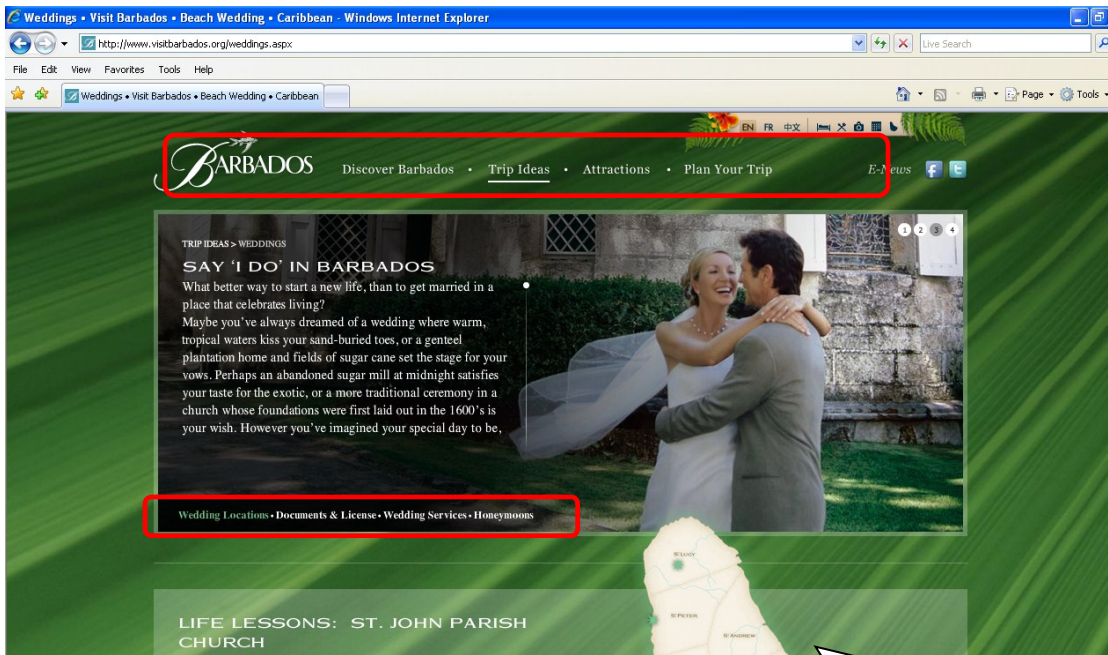 Weddings • Visit Barbados • Beach Wedding • Caribbean - Windows Internet Explorer
http://www.visitbarbados.org/weddings.aspx
Live Search
File Edit View Favorites Tools Help
Weddings • Visit Barbados • Beach Wedding • Caribbean
Page Tools
EN FR 中文
BARBADOS
Discover Barbados • Trip Ideas • Attractions • Plan Your Trip
E-News
1 2 3 4
TRIP IDEAS > WEDDINGS
SAY ‘I DO’ IN BARBADOS
What better way to start a new life, than to get married in a
place that celebrates living?
Maybe you’ve always dreamed of a wedding where warm,
tropical waters kiss your sand-buried toes, or a genteel
plantation home and fields of sugar cane set the stage for your
vows. Perhaps an abandoned sugar mill at midnight satisfies
your taste for the exotic, or a more traditional ceremony in a
church whose foundations were first laid out in the 1600’s is
your wish. However you’ve imagined your special day to be,
Wedding Locations • Documents & License • Wedding Services • Honeymoons
ST LUCY
ST PETER
ST ANDREW
LIFE LESSONS: ST. JOHN PARISH
CHURCH